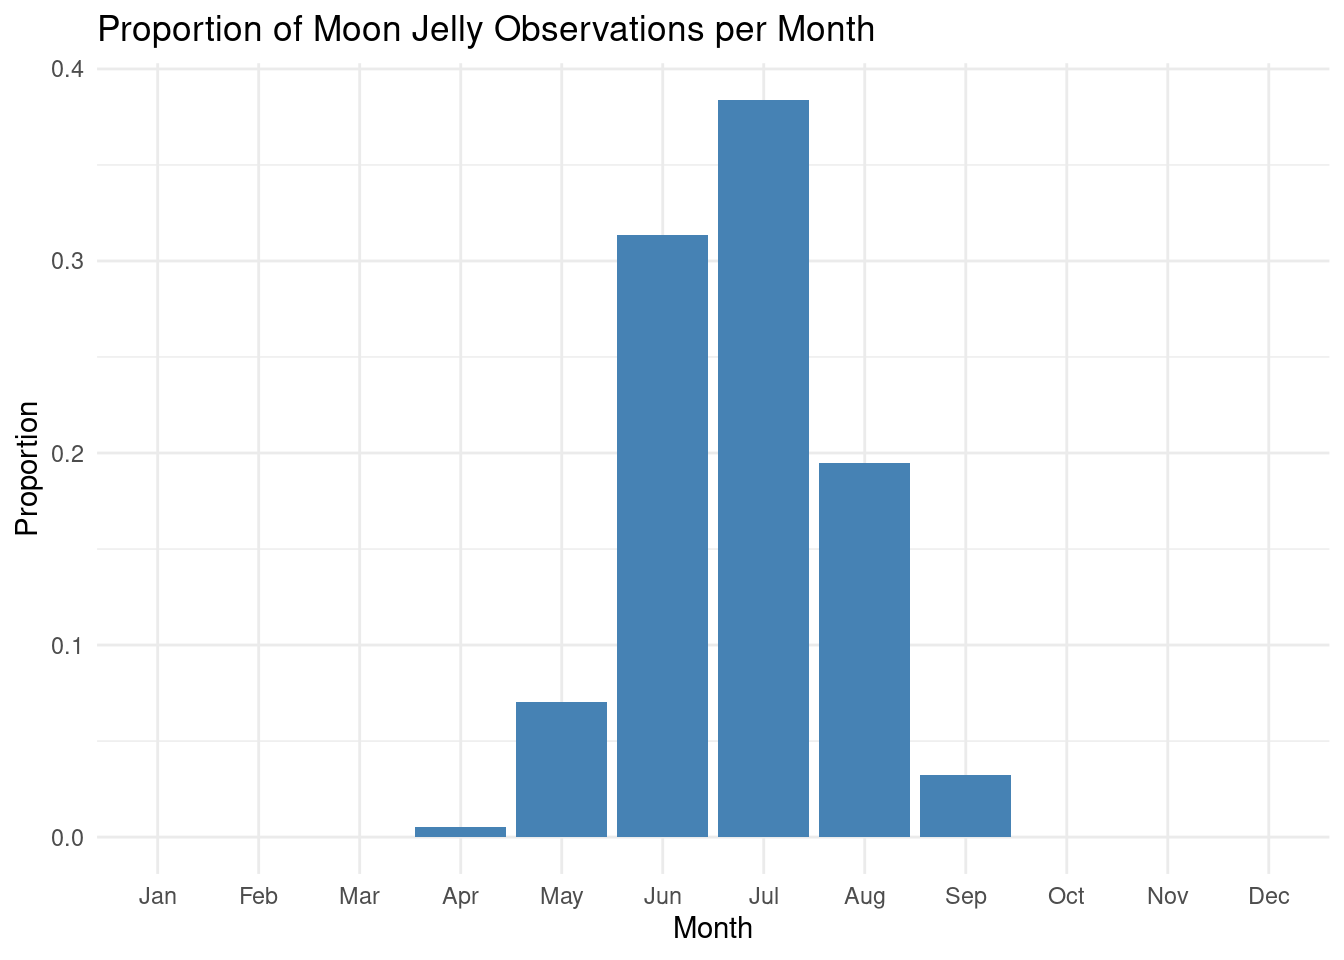 Proportion of Moon Jelly Observations per Month
0.4
0.3
0.2
0.1
0.0
Proportion
Jan Feb Mar Apr May Jun Jul Aug Sep Oct Nov Dec
Month